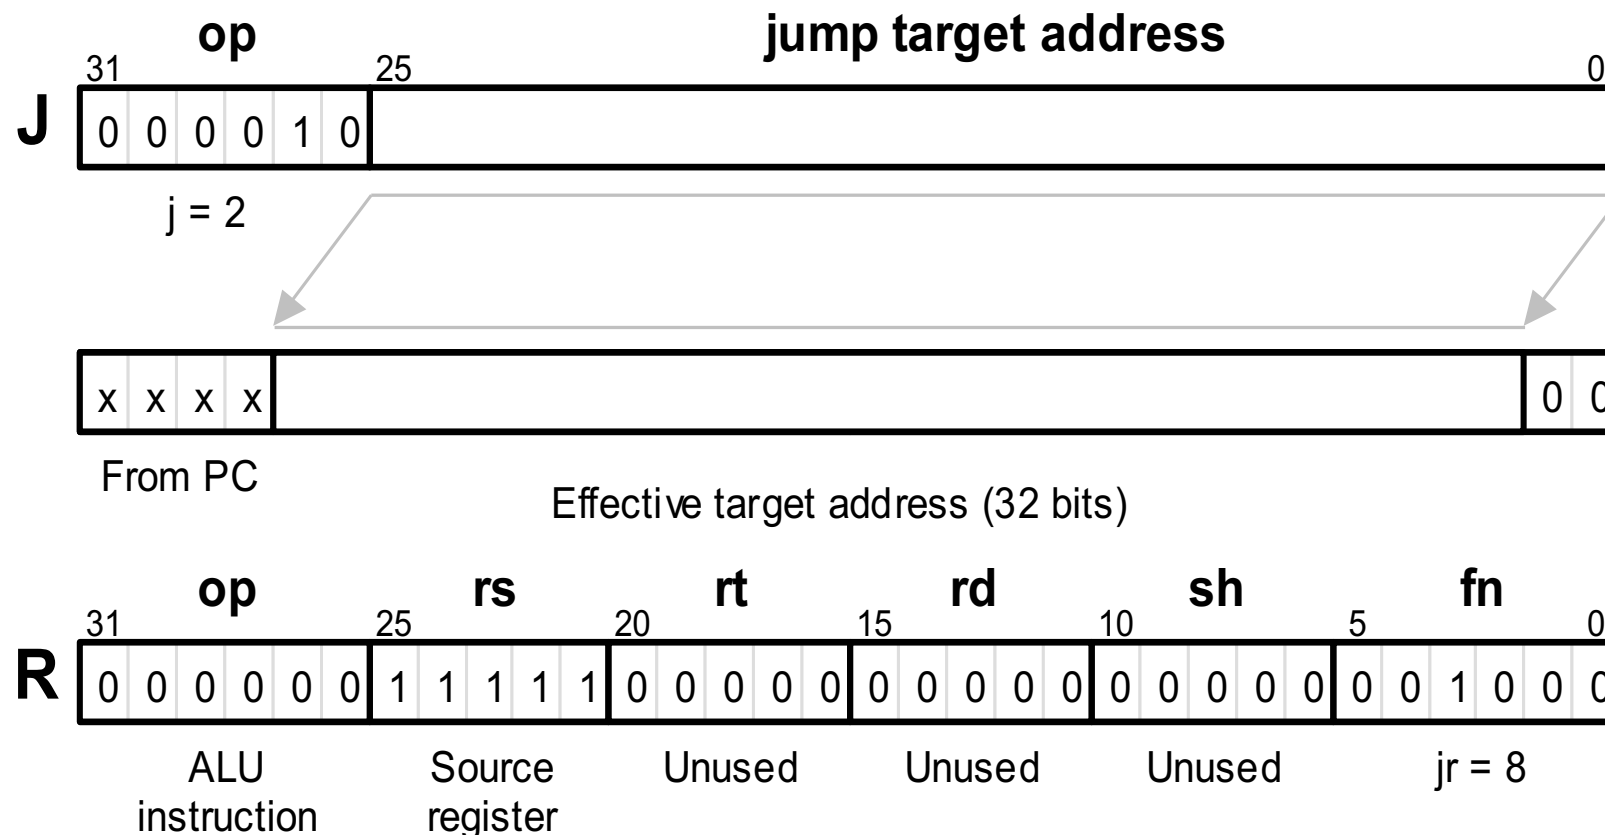 op jump target address
31 25 0
J 0 0 0 0 1 0
j = 2
x x x x 0 0
From PC
Effective target address (32 bits)
op rs rt rd sh fn
31 25 20 15 10 5 0
R 0 0 0 0 0 0 1 1 1 1 1 0 0 0 0 0 0 0 0 0 0 0 0 0 0 0 0 0 1 0 0 0
ALU Source Unused Unused Unused jr = 8
instruction register